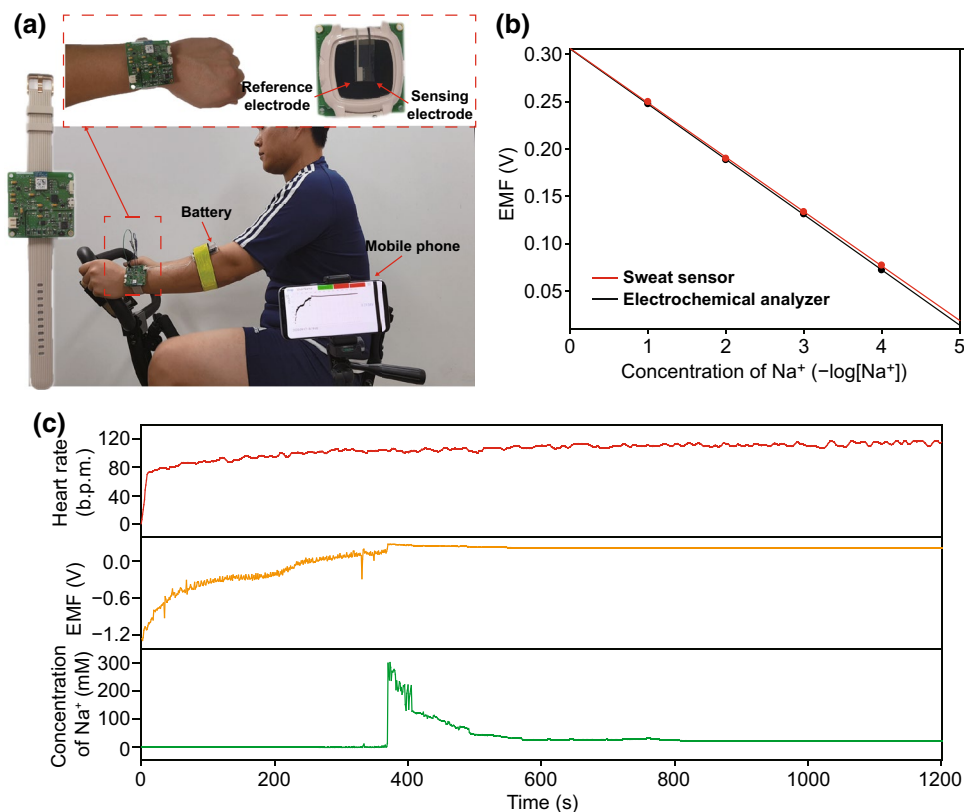 (a)
Reference
electrode
Sensing
electrode
Battery
Mobile phone
(b)
EMF (V)
0.30
0.25
0.20
0.15
0.10
0.05
Sweat sensor
Electrochemical analyzer
0 1 2 3 4 5
Concentration of Na⁺ (−log[Na⁺])
(c)
Heart rate
(b.p.m.)
120
80
40
0
EMF (V)
0.0
−0.6
−1.2
Concentration
of Na⁺ (mM)
300
200
100
0
0 200 400 600 800 1000 1200
Time (s)